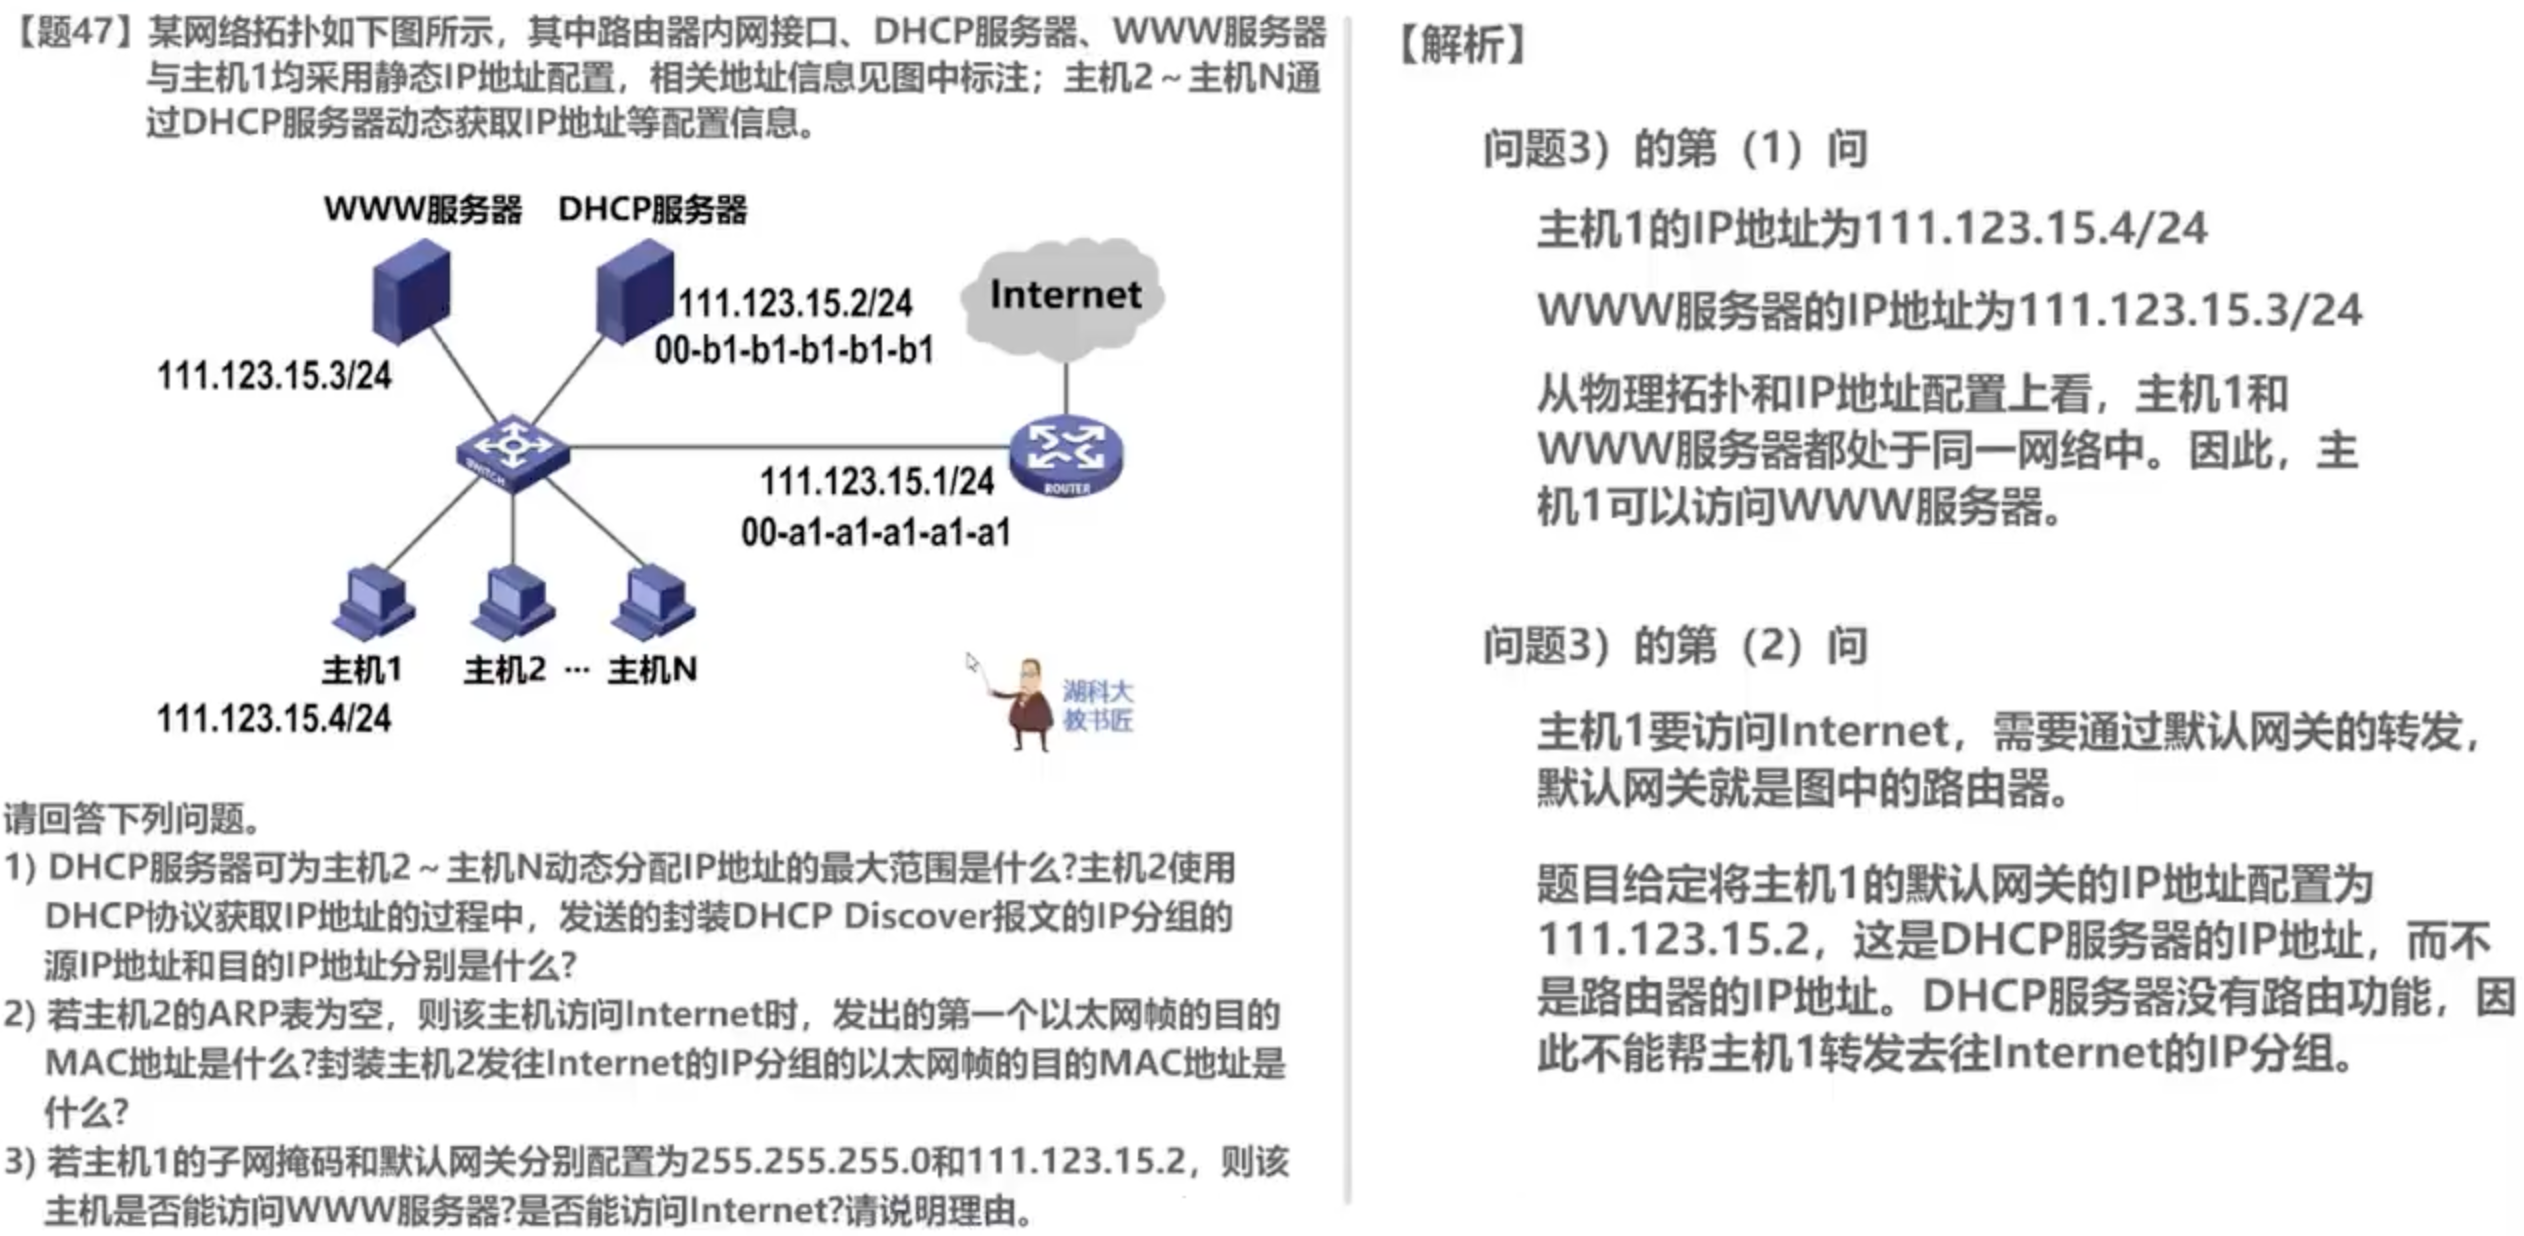 【题47】某网络拓扑如下图所示，其中路由器内网接口、DHCP服务器、WWW服务器
与主机1均采用静态IP地址配置，相关地址信息见图中标注；主机2～主机N通
过DHCP服务器动态获取IP地址等配置信息。
WWW服务器 DHCP服务器
111.123.15.2/24
00-b1-b1-b1-b1-b1
Internet
111.123.15.3/24
SWITCH
111.123.15.1/24
00-a1-a1-a1-a1-a1
ROUTER
主机1 主机2 … 主机N
111.123.15.4/24
湖科大
教书匠
请回答下列问题。
1) DHCP服务器可为主机2～主机N动态分配IP地址的最大范围是什么?主机2使用
DHCP协议获取IP地址的过程中，发送的封装DHCP Discover报文的IP分组的
源IP地址和目的IP地址分别是什么?
2) 若主机2的ARP表为空，则该主机访问Internet时，发出的第一个以太网帧的目的
MAC地址是什么?封装主机2发往Internet的IP分组的以太网帧的目的MAC地址是
什么?
3) 若主机1的子网掩码和默认网关分别配置为255.255.255.0和111.123.15.2，则该
主机是否能访问WWW服务器?是否能访问Internet?请说明理由。
【解析】
问题3）的第（1）问
主机1的IP地址为111.123.15.4/24
WWW服务器的IP地址为111.123.15.3/24
从物理拓扑和IP地址配置上看，主机1和
WWW服务器都处于同一网络中。因此，主
机1可以访问WWW服务器。
问题3）的第（2）问
主机1要访问Internet，需要通过默认网关的转发，
默认网关就是图中的路由器。
题目给定将主机1的默认网关的IP地址配置为
111.123.15.2，这是DHCP服务器的IP地址，而不
是路由器的IP地址。DHCP服务器没有路由功能，因
此不能帮主机1转发去往Internet的IP分组。